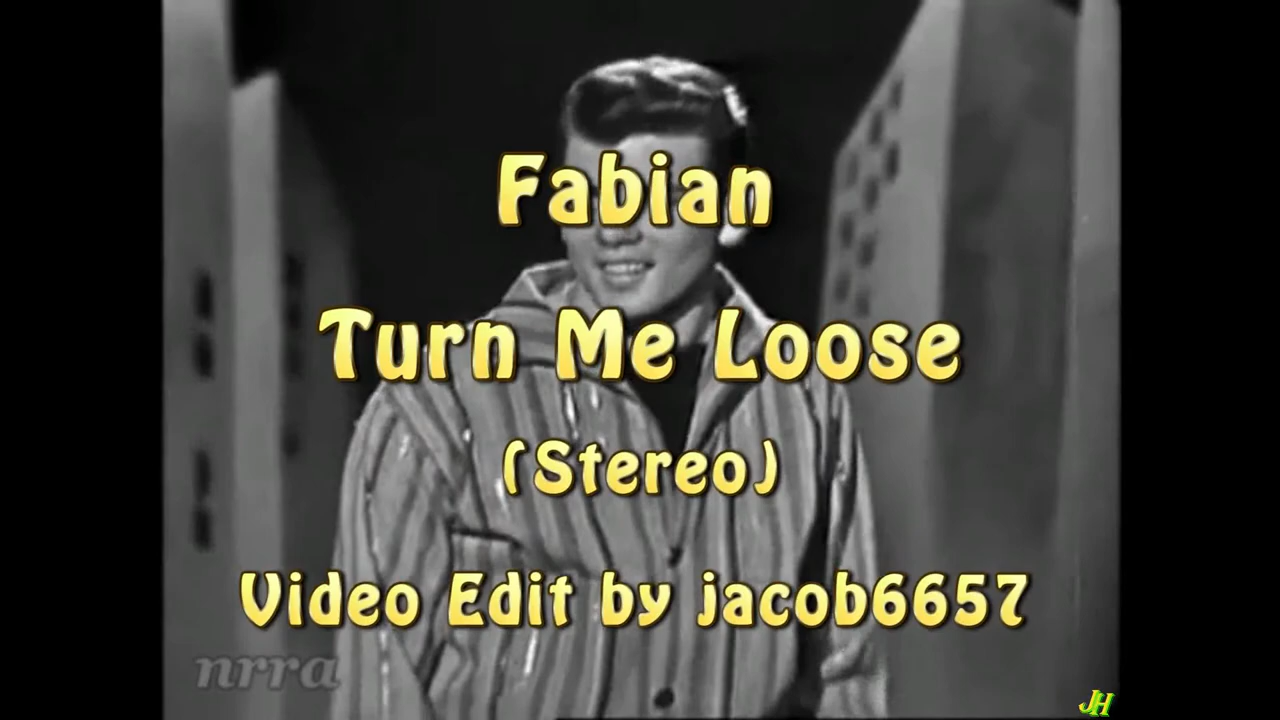 Fabian
Turn Me Loose
(Stereo)
Video Edit by jacob6657
nrra
JH